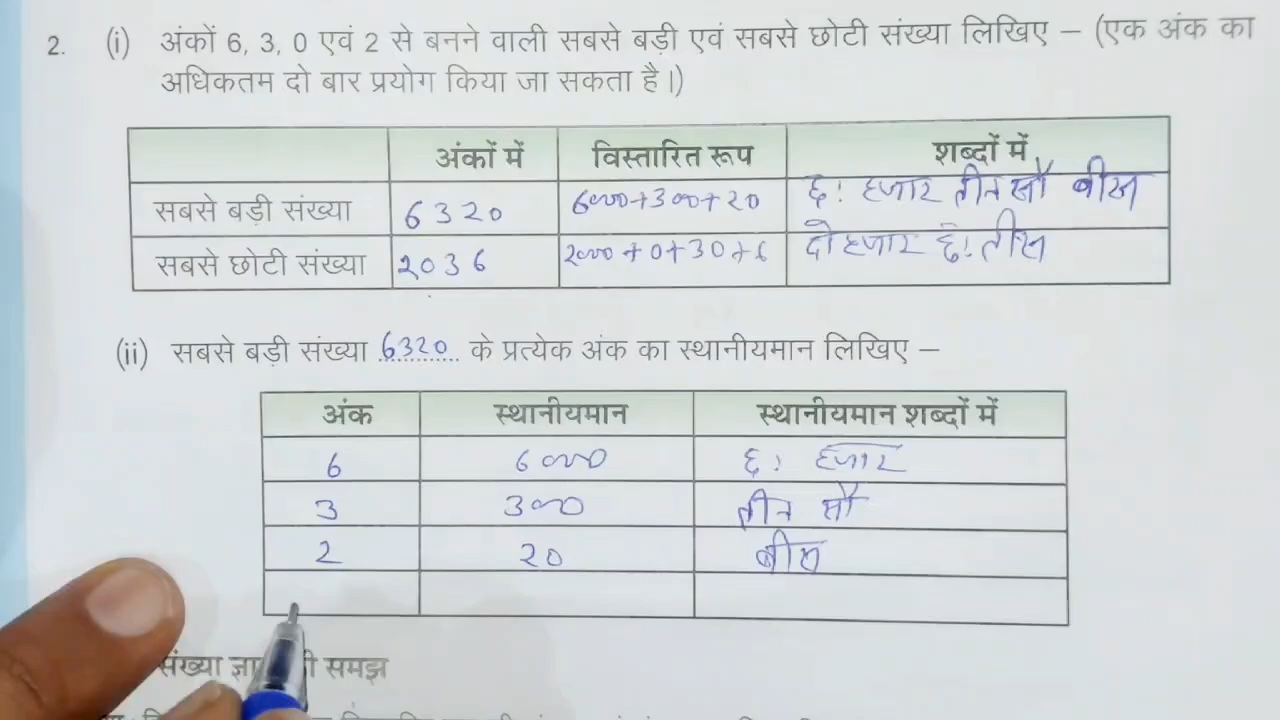 2. (i) अंकों 6, 3, 0 एवं 2 से बनने वाली सबसे बड़ी एवं सबसे छोटी संख्या लिखिए – (एक अंक का
अधिकतम दो बार प्रयोग किया जा सकता है।)
अंकों में विस्तारित रूप शब्दों में
सबसे बड़ी संख्या 6320 6000+300+20 छः हजार तीन सौ बीस
सबसे छोटी संख्या 2036 2000+0+30+6 दो हजार छः तीस
(ii) सबसे बड़ी संख्या 6320 के प्रत्येक अंक का स्थानीयमान लिखिए –
अंक स्थानीयमान स्थानीयमान शब्दों में
6 6000 छः हजार
3 300 तीन सौ
2 20 बीस
संख्या समझ